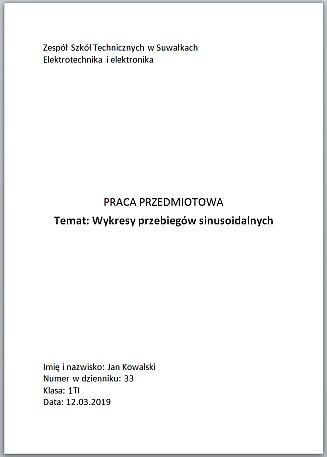 Zespół Szkół Technicznych w Suwałkach
Elektrotechnika i elektronika
PRACA PRZEDMIOTOWA
Temat: Wykresy przebiegów sinusoidalnych
Imię i nazwisko: Jan Kowalski
Numer w dzienniku: 33
Klasa: 1TI
Data: 12.03.2019